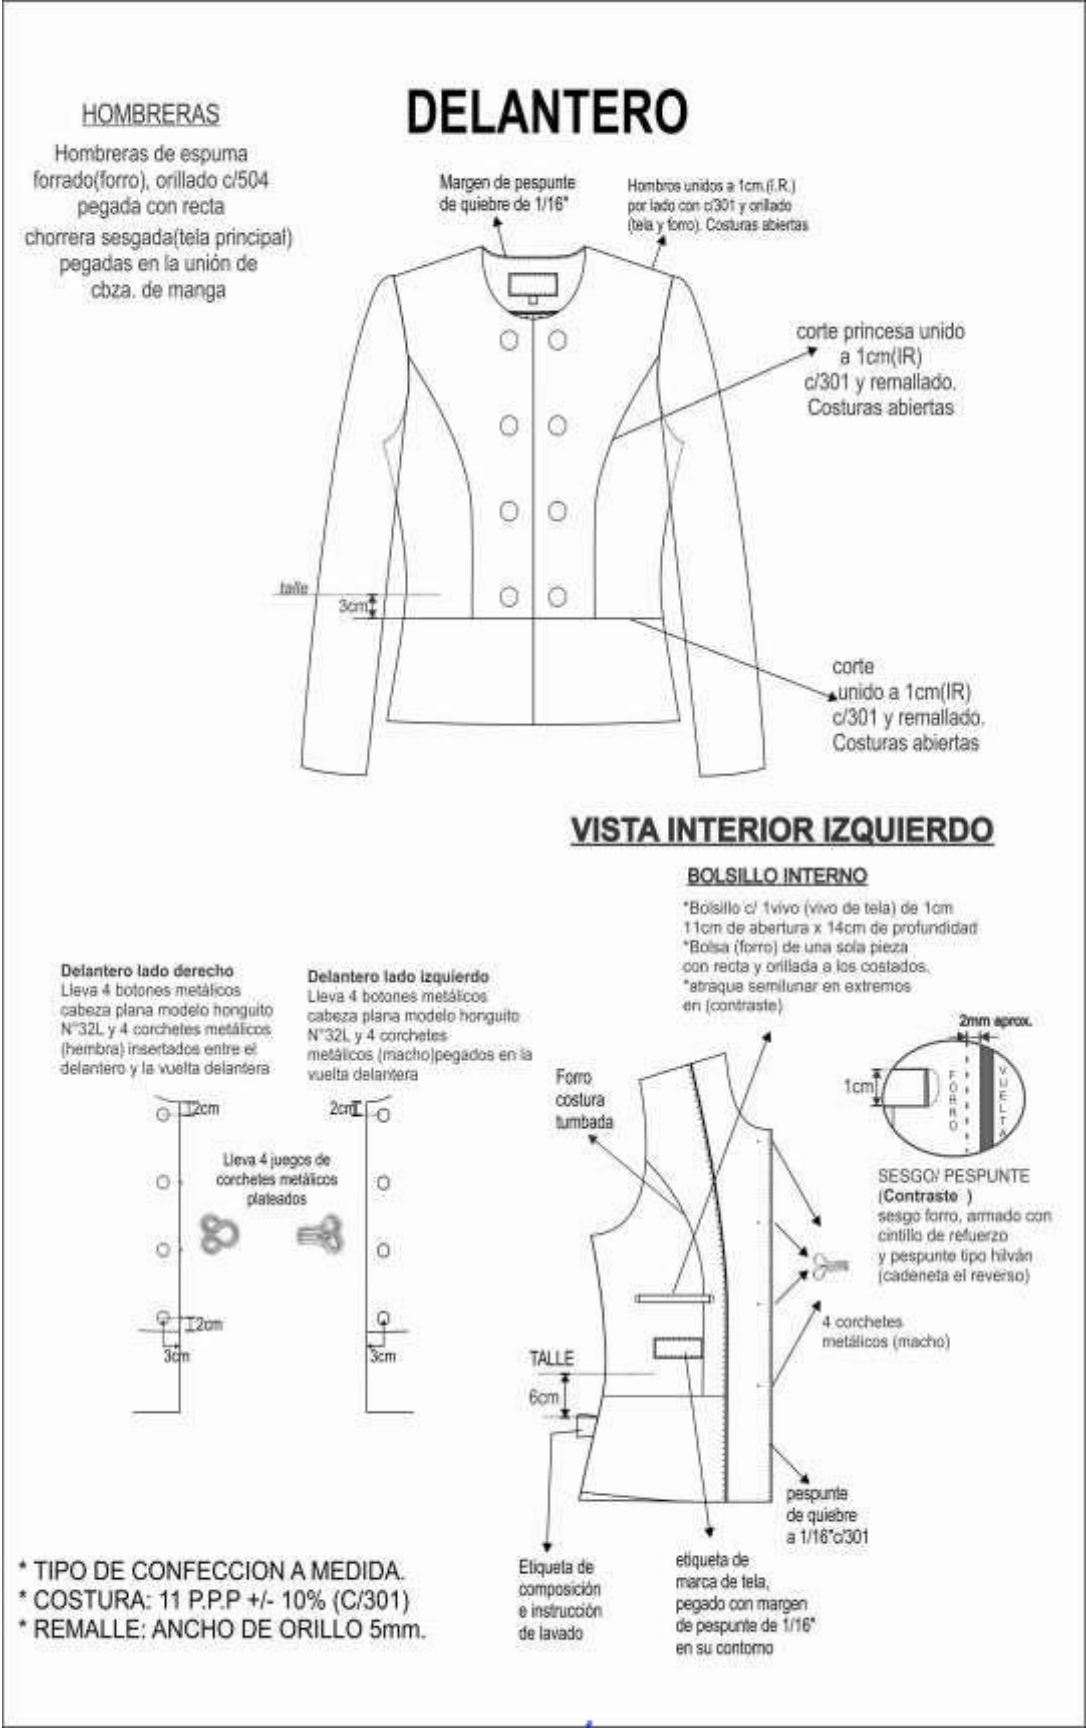 HOMBRERAS
Hombreras de espuma
forrado(forro), orillado c/504
pegada con recta
chorrera sesgada(tela principal)
pegadas en la unión de
cbza. de manga
DELANTERO
Margen de pespunte
de quiebre de 1/16"
Hombros unidos a 1cm.(I.R.)
por lado con c/301 y orillado
(tela y forro). Costuras abiertas
corte princesa unido
a 1cm(IR)
c/301 y remallado.
Costuras abiertas
talle
3cm
corte
unido a 1cm(IR)
c/301 y remallado.
Costuras abiertas
VISTA INTERIOR IZQUIERDO
BOLSILLO INTERNO
*Bolsillo c/ 1vivo (vivo de tela) de 1cm
11cm de abertura x 14cm de profundidad
*Bolsa (forro) de una sola pieza
con recta y orillada a los costados.
*atraque semilunar en extremos
en (contraste)
Delantero lado derecho
Lleva 4 botones metálicos
cabeza plana modelo honguito
N°32L y 4 corchetes metálicos
(hembra) insertados entre el
delantero y la vuelta delantera
Delantero lado izquierdo
Lleva 4 botones metálicos
cabeza plana modelo honguito
N°32L y 4 corchetes
metálicos (macho)pegados en la
vuelta delantera
2cm
2cm
Lleva 4 juegos de
corchetes metálicos
plateados
2cm
3cm
3cm
Forro
costura
tumbada
2mm aprox.
1cm
FORRO
VUELTA
SESGO/ PESPUNTE
(Contraste )
sesgo forro, armado con
cintillo de refuerzo
y pespunte tipo hilván
(cadeneta el reverso)
4 corchetes
metálicos (macho)
TALLE
6cm
pespunte
de quiebre
a 1/16"c/301
Etiqueta de
composición
e instrucción
de lavado
etiqueta de
marca de tela,
pegado con margen
de pespunte de 1/16"
en su contorno
* TIPO DE CONFECCION A MEDIDA.
* COSTURA: 11 P.P.P +/- 10% (C/301)
* REMALLE: ANCHO DE ORILLO 5mm.